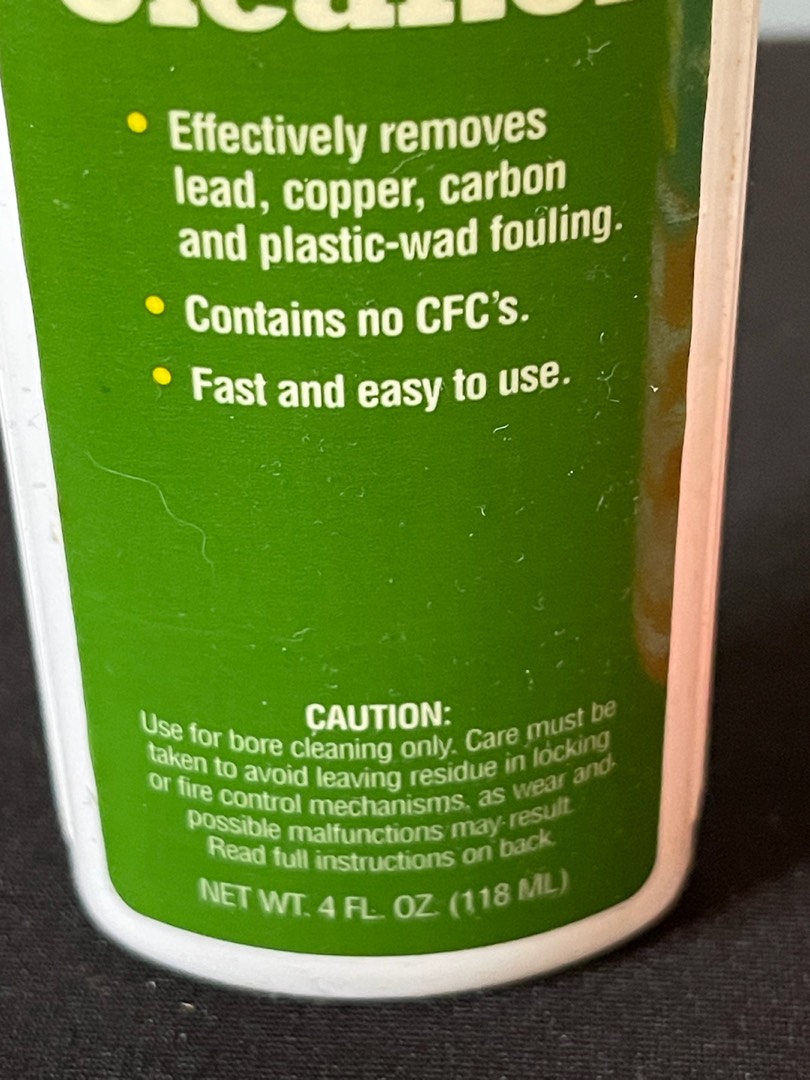 cleaner
• Effectively removes
lead, copper, carbon
and plastic-wad fouling.
• Contains no CFC's.
• Fast and easy to use.
CAUTION:
Use for bore cleaning only. Care must be
taken to avoid leaving residue in locking
or fire control mechanisms, as wear and
possible malfunctions may result.
Read full instructions on back.
NET WT. 4 FL. OZ. (118 ML)